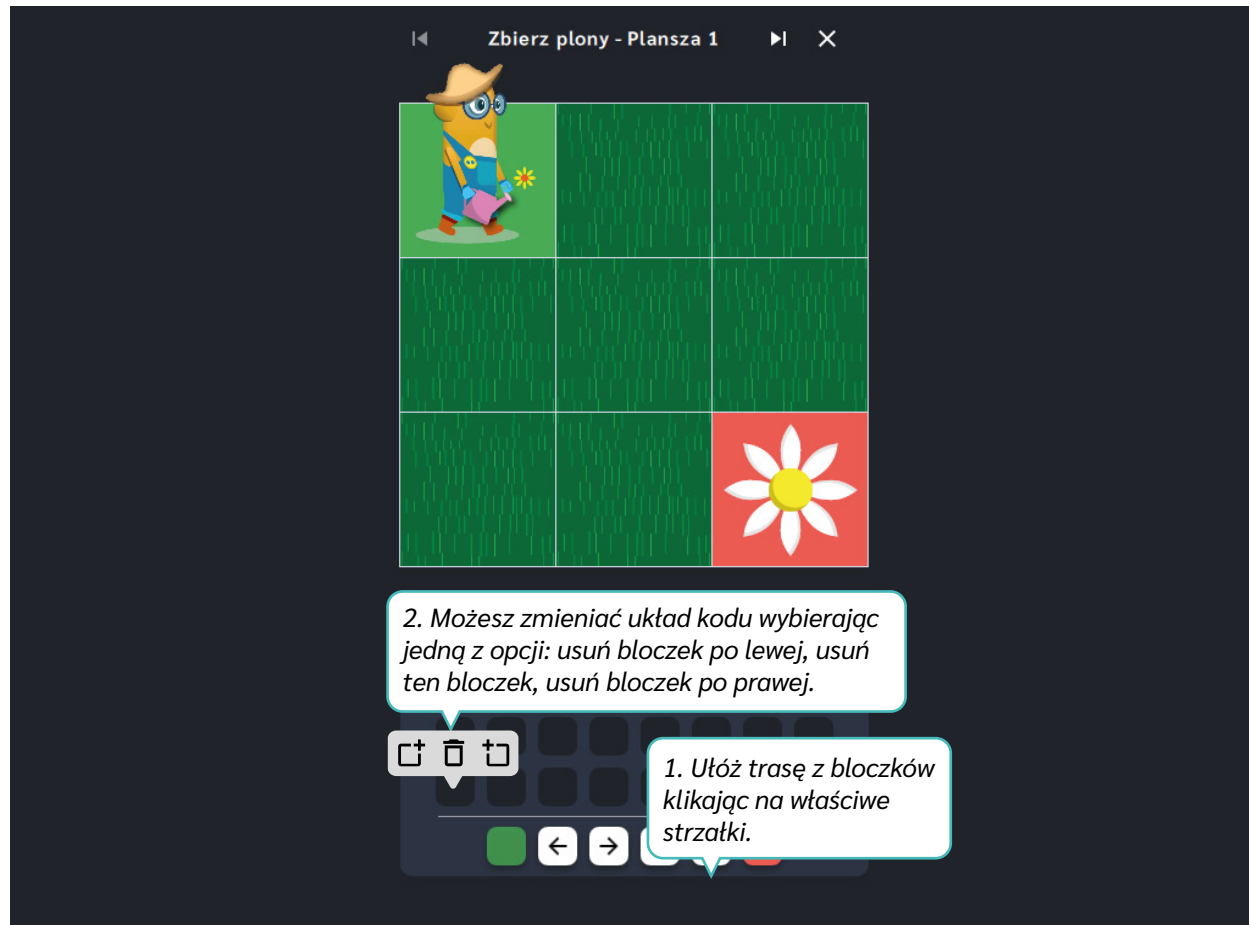 Zbierz plony - Plansza 1
2. Możesz zmieniać układ kodu wybierając
jedną z opcji: usuń bloczek po lewej, usuń
ten bloczek, usuń bloczek po prawej.
1. Ułóż trasę z bloczków
klikając na właściwe
strzałki.